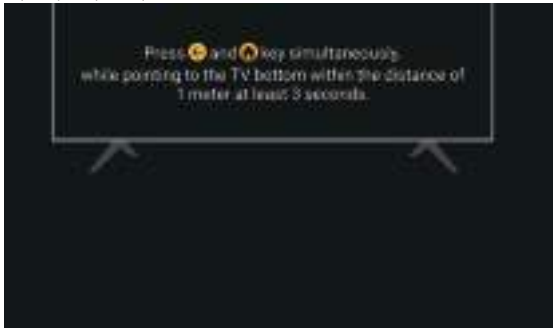 Press and key simultaneously,
while pointing to the TV bottom within the distance of
1 meter at least 3 seconds.